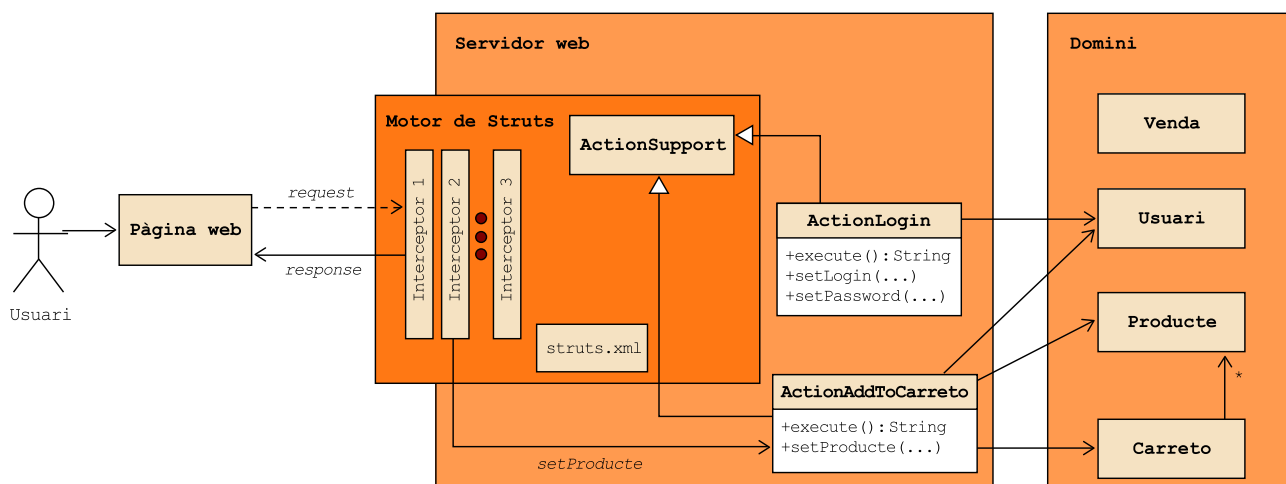 Servidor web
Domini
Motor de Struts
ActionSupport
Venda
Interceptor 1
Interceptor 2
Interceptor 3
request
response
Pàgina web
Usuari
struts.xml
ActionLogin
+execute():String
+setLogin(...)
+setPassword(...)
Usuari
Producte
*
ActionAddToCarreto
+execute():String
+setProducte(...)
setProducte
Carreto